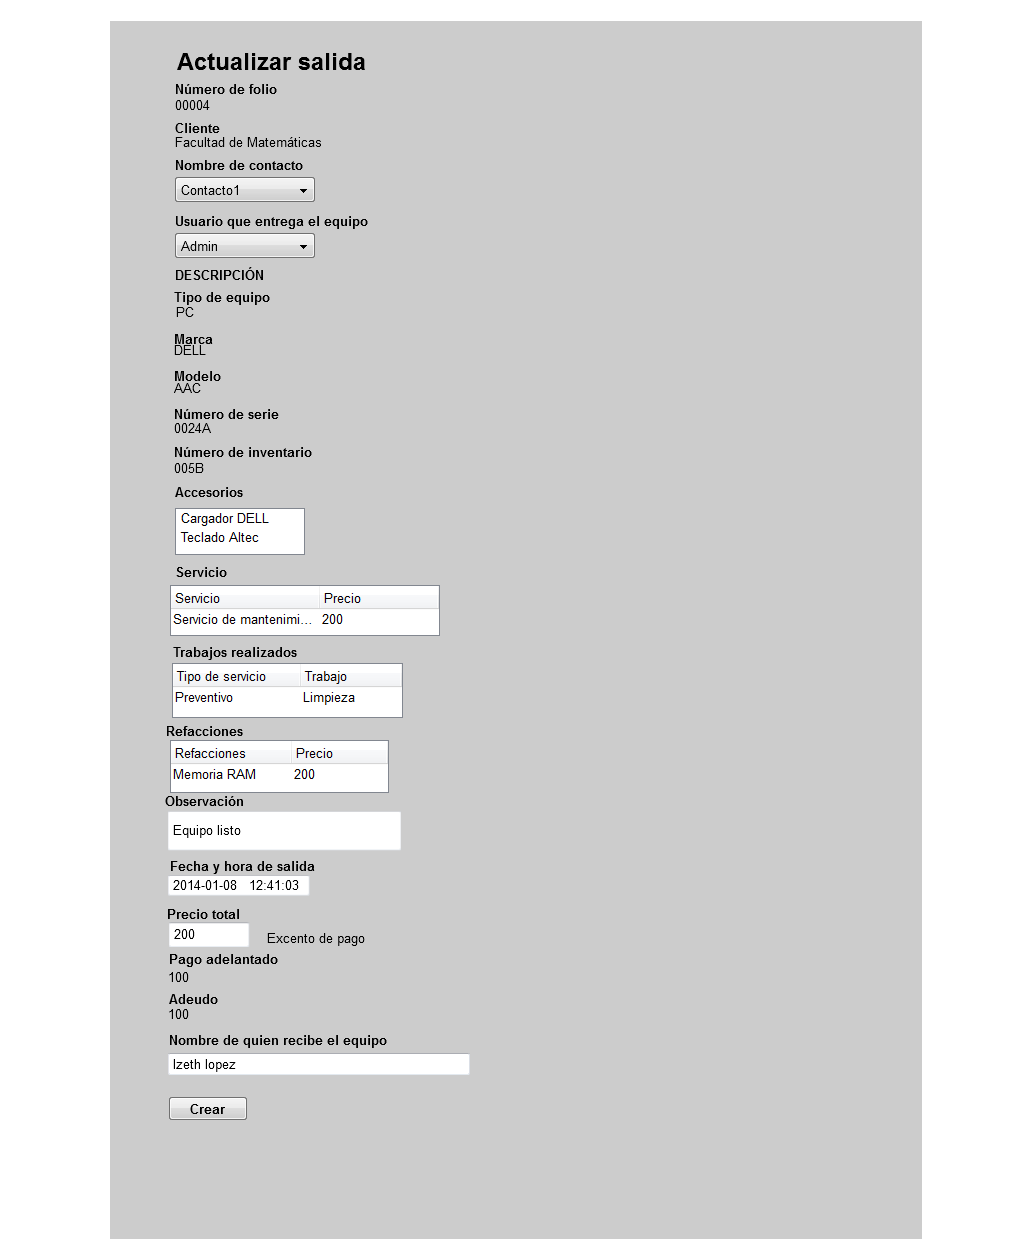 Actualizar salida
Número de folio
00004
Cliente
Facultad de Matemáticas
Nombre de contacto
Contacto1
Usuario que entrega el equipo
Admin
DESCRIPCIÓN
Tipo de equipo
PC
Marca
DELL
Modelo
AAC
Número de serie
0024A
Número de inventario
005B
Accesorios
Cargador DELL
Teclado Altec
Servicio
Servicio Precio
Servicio de mantenimi... 200
Trabajos realizados
Tipo de servicio Trabajo
Preventivo Limpieza
Refacciones
Refacciones Precio
Memoria RAM 200
Observación
Equipo listo
Fecha y hora de salida
2014-01-08 12:41:03
Precio total
200 Excento de pago
Pago adelantado
100
Adeudo
100
Nombre de quien recibe el equipo
Izeth lopez
Crear